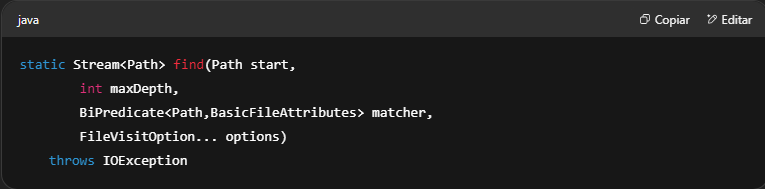 java
Copiar
Editar
static Stream<Path> find(Path start,
int maxDepth,
BiPredicate<Path,BasicFileAttributes> matcher,
FileVisitOption... options)
throws IOException